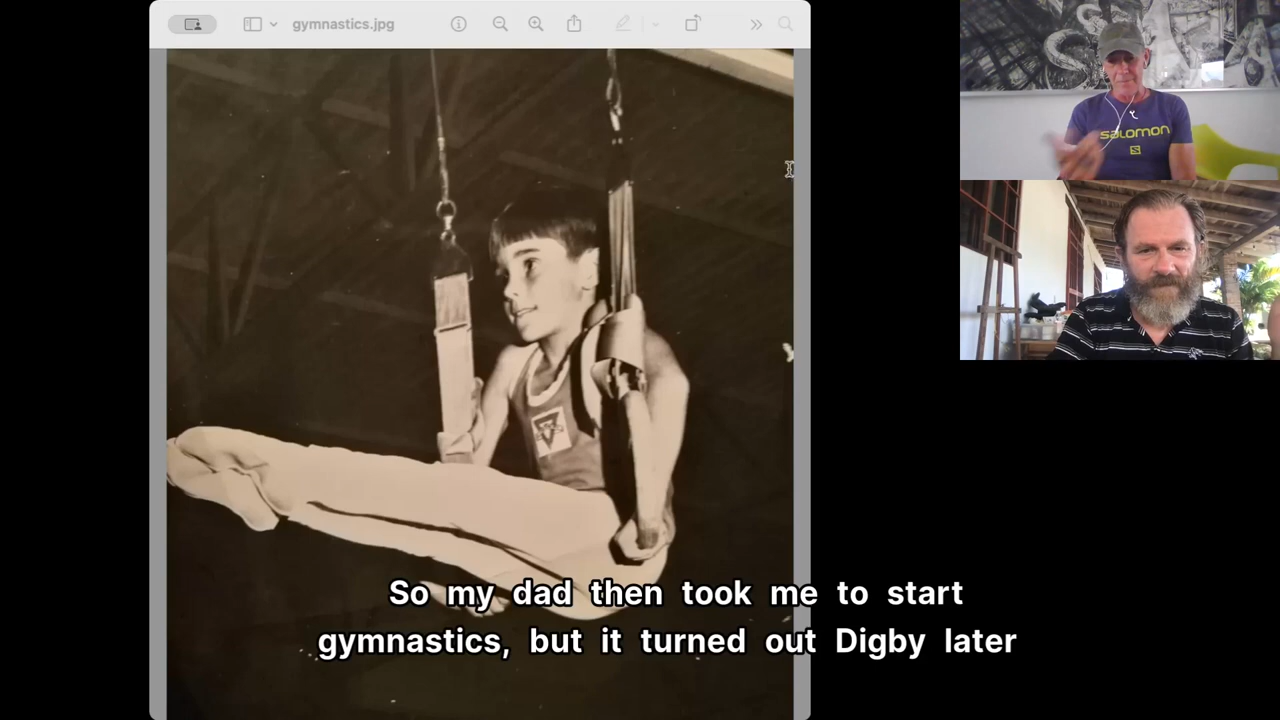 gymnastics.jpg
SALOMON
S
So my dad then took me to start
gymnastics, but it turned out Digby later